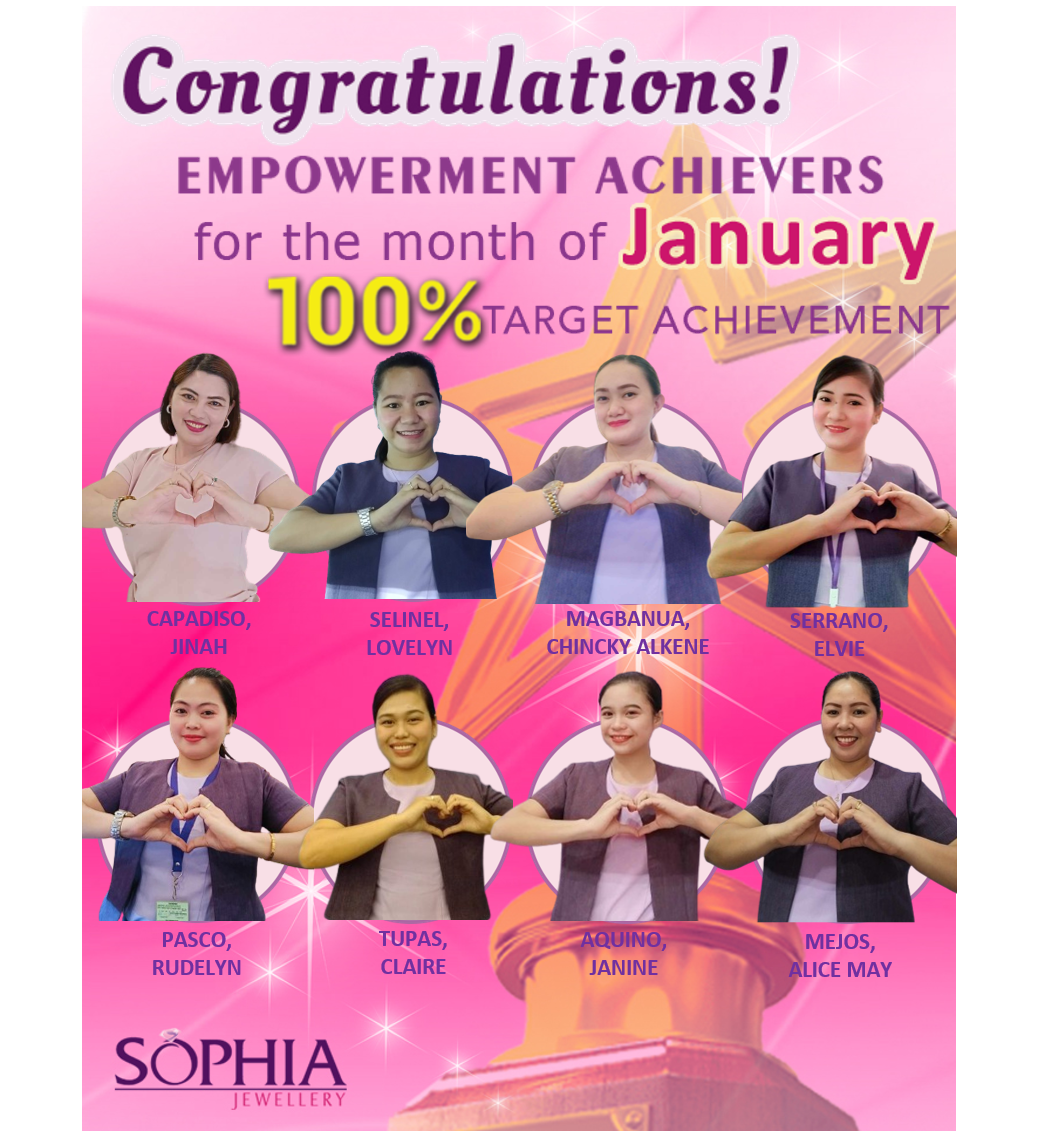 Congratulations!
EMPOWERMENT ACHIEVERS
for the month of January
100% TARGET ACHIEVEMENT
CAPADISO,
JINAH
SELINEL,
LOVELYN
MAGBANUA,
CHINCKY ALKENE
SERRANO,
ELVIE
PASCO,
RUDELYN
TUPAS,
CLAIRE
AQUINO,
JANINE
MEJOS,
ALICE MAY
SOPHIA
JEWELLERY